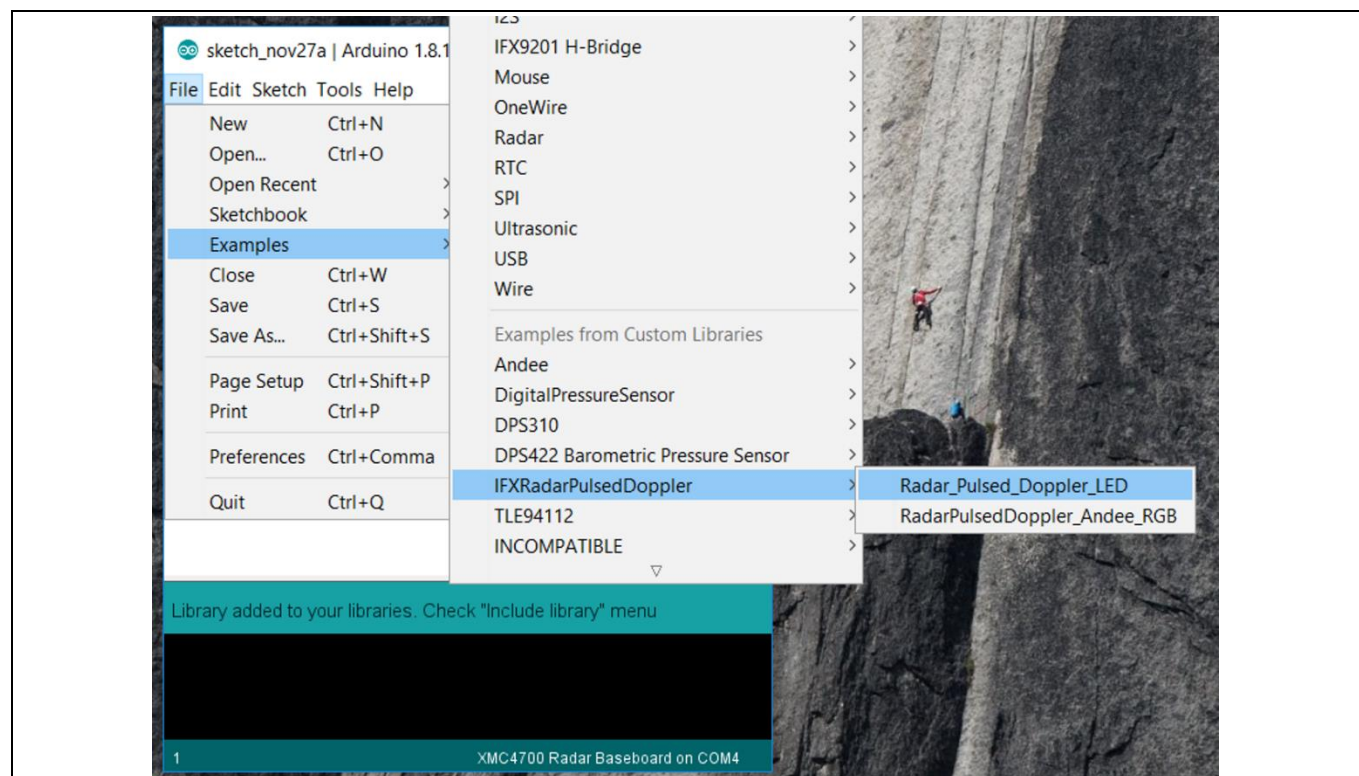 sketch_nov27a | Arduino 1.8.1
File Edit Sketch Tools Help
New Ctrl+N
Open... Ctrl+O
Open Recent
Sketchbook
Examples
Close Ctrl+W
Save Ctrl+S
Save As... Ctrl+Shift+S
Page Setup Ctrl+Shift+P
Print Ctrl+P
Preferences Ctrl+Comma
Quit Ctrl+Q
IFX9201 H-Bridge
Mouse
OneWire
Radar
RTC
SPI
Ultrasonic
USB
Wire
Examples from Custom Libraries
Andee
DigitalPressureSensor
DPS310
DPS422 Barometric Pressure Sensor
IFXRadarPulsedDoppler
TLE94112
INCOMPATIBLE
Radar_Pulsed_Doppler_LED
RadarPulsedDoppler_Andee_RGB
Library added to your libraries. Check "Include library" menu
1 XMC4700 Radar Baseboard on COM4